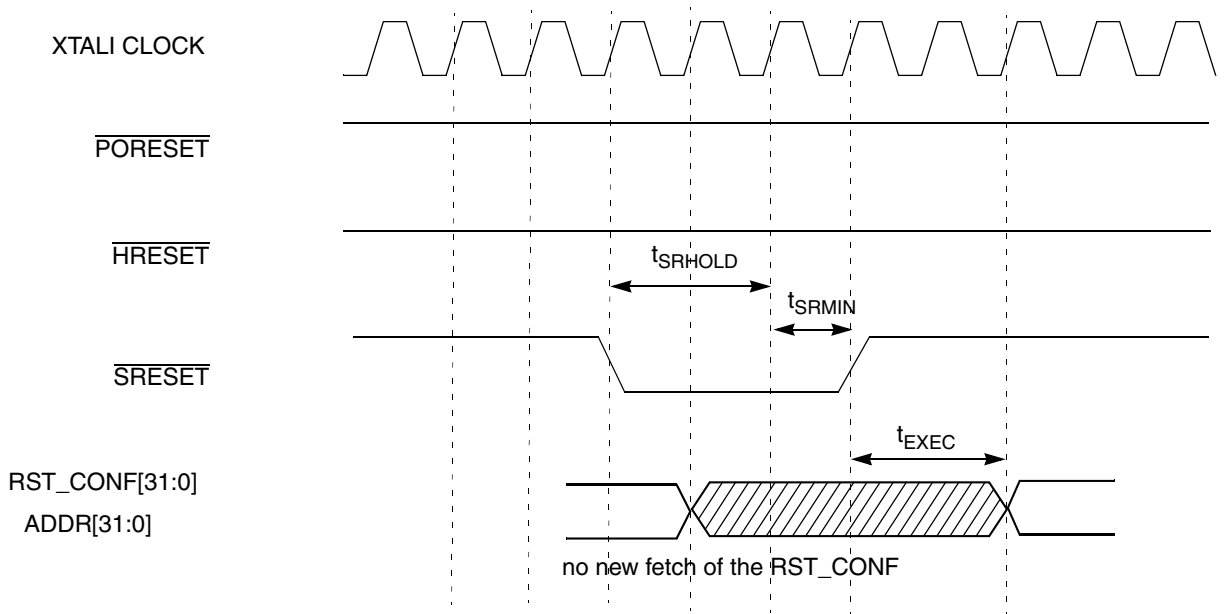 XTALI CLOCK
PORESET
HRESET
tSRHOLD
tSRMIN
SRESET
tEXEC
RST_CONF[31:0]
ADDR[31:0]
no new fetch of the RST_CONF